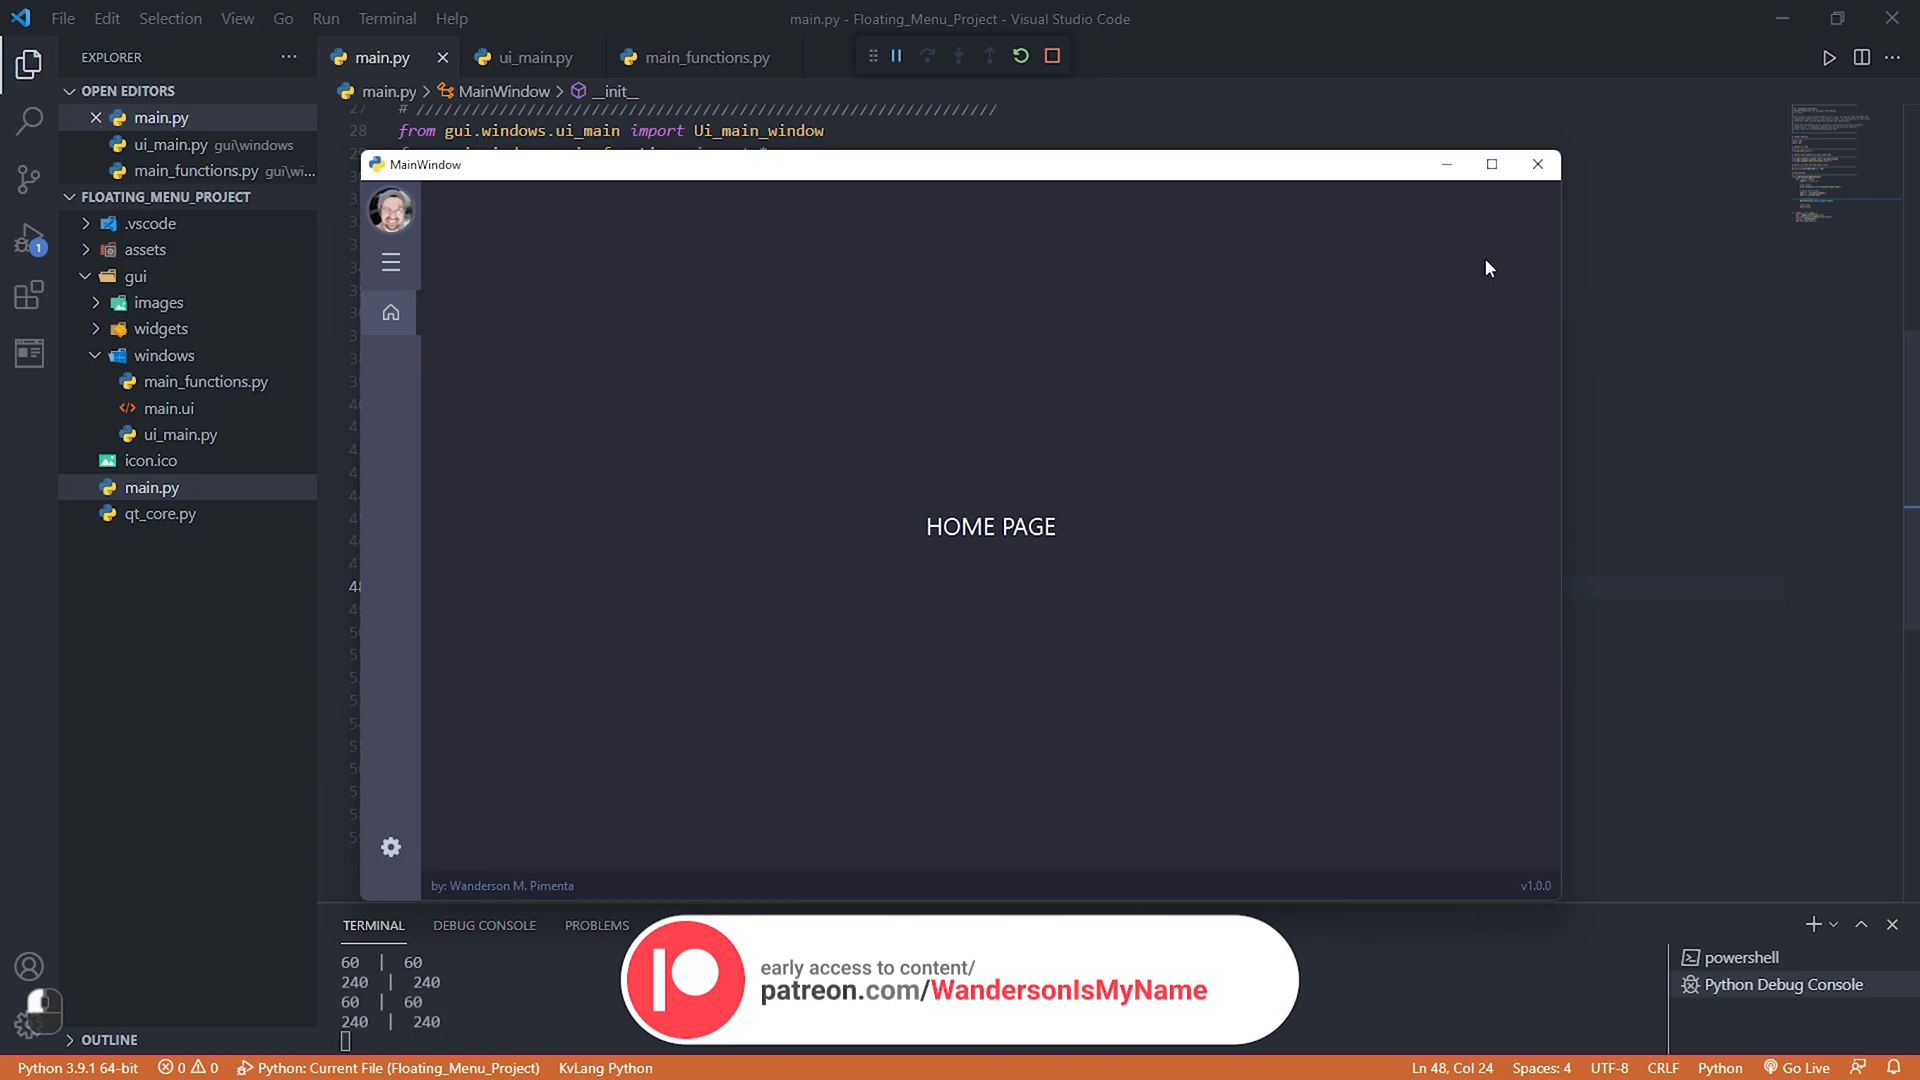 File Edit Selection View Go Run Terminal Help
main.py - Floating_Menu_Project - Visual Studio Code
EXPLORER
main.py
ui_main.py
main_functions.py
OPEN EDITORS
main.py
ui_main.py gui\windows
main_functions.py gui\wi...
FLOATING_MENU_PROJECT
.vscode
assets
gui
images
widgets
windows
main_functions.py
main.ui
ui_main.py
icon.ico
main.py
qt_core.py
OUTLINE
1
main.py > MainWindow > __init__
27 # ///////////////////////////////////////////////////////////////
28 from gui.windows.ui_main import Ui_main_window
MainWindow
HOME PAGE
by: Wanderson M. Pimenta
v1.0.0
TERMINAL DEBUG CONSOLE PROBLEMS
60 | 60
240 | 240
60 | 60
240 | 240
early access to content/
patreon.com/WandersonIsMyName
powershell
Python Debug Console
Python 3.9.1 64-bit 0 0 Python: Current File (Floating_Menu_Project) KvLang Python
Ln 48, Col 24 Spaces: 4 UTF-8 CRLF Python Go Live